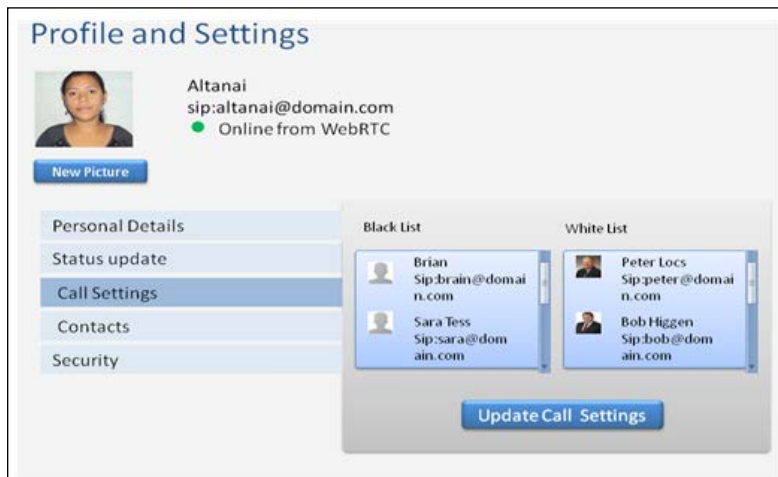 Profile and Settings
Altanai
sip:altanai@domain.com
Online from WebRTC
New Picture
Personal Details
Status update
Call Settings
Contacts
Security
Black List
Brian
Sip:brain@domai
n.com
Sara Tess
Sip:sara@dom
ain.com
White List
Peter Locs
Sip:peter@domai
n.com
Bob Higgen
Sip:bob@dom
ain.com
Update Call Settings